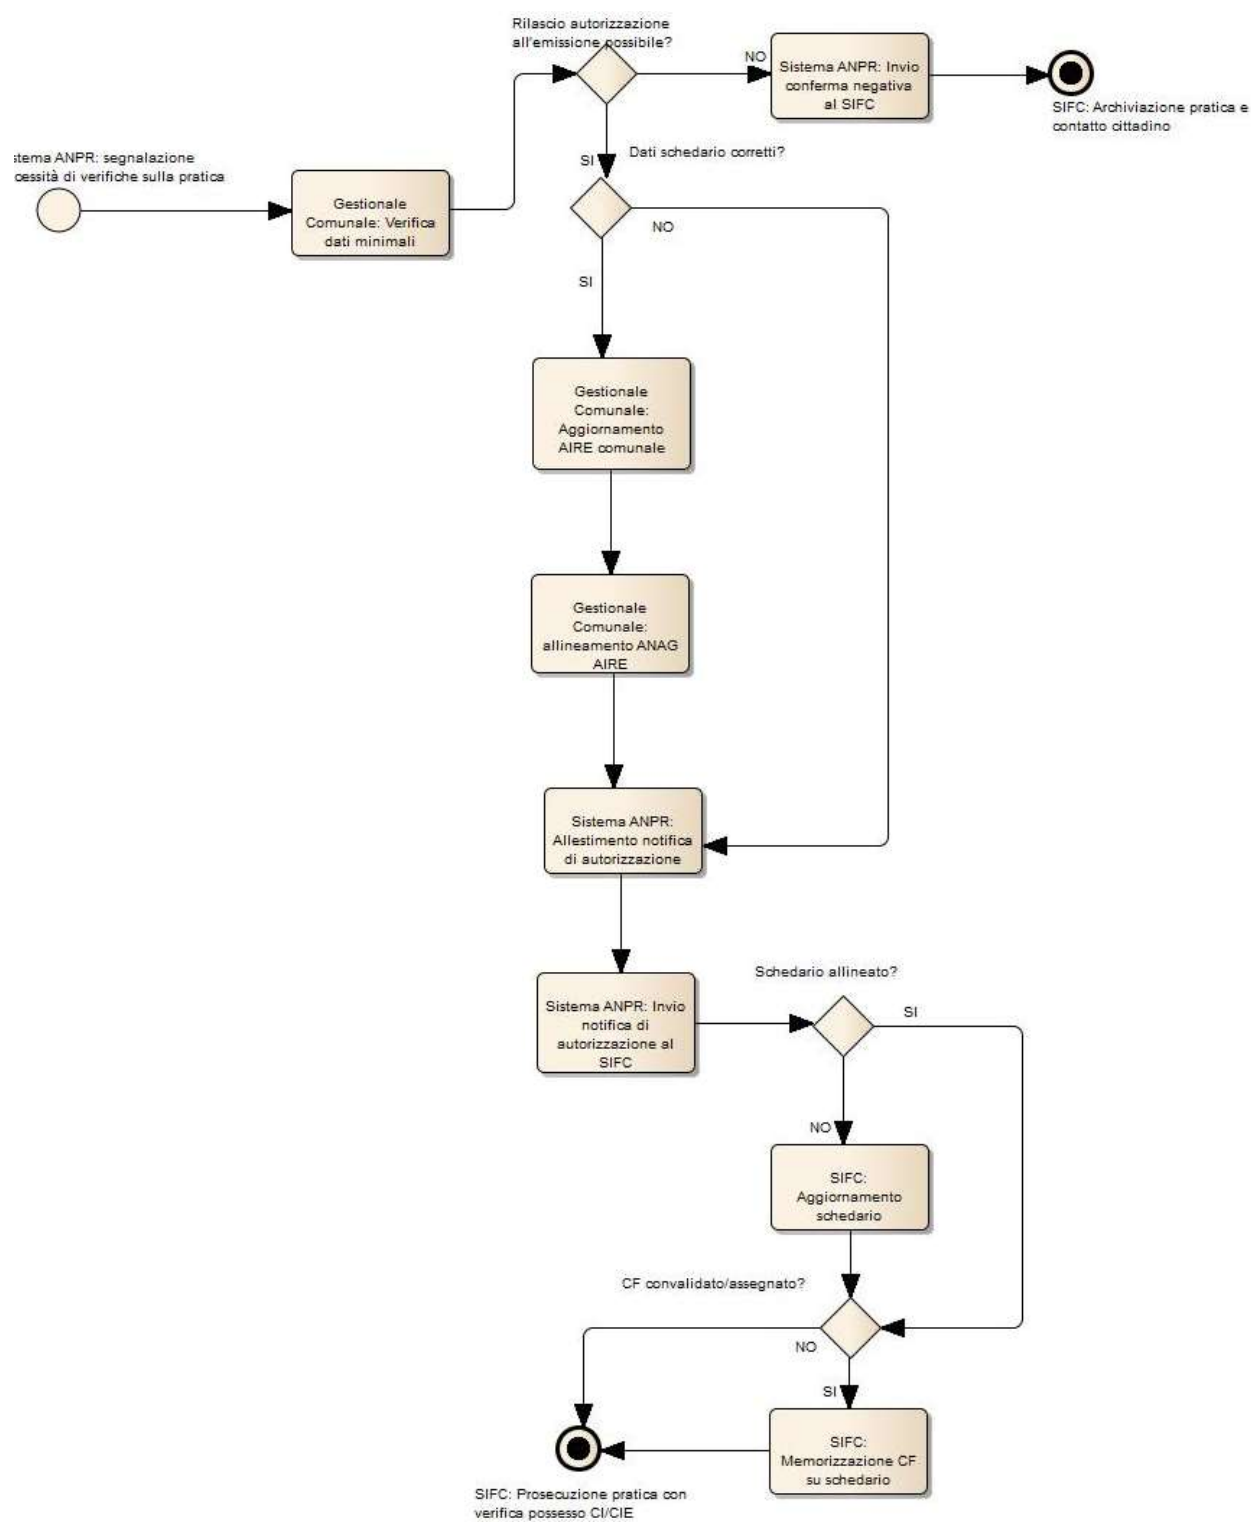 Rilascio autorizzazione
all'emissione possibile?
NO
Sistema ANPR: Invio
conferma negativa
al SIFC
SIFC: Archiviazione pratica e
contatto cittadino
stema ANPR: segnalazione
cessità di verifiche sulla pratica
Gestionale
Comunale: Verifica
dati minimali
SI
Dati schedario corretti?
NO
SI
Gestionale
Comunale:
Aggiornamento
AIRE comunale
Gestionale
Comunale:
allineamento ANAG
AIRE
Sistema ANPR:
Allestimento notifica
di autorizzazione
Sistema ANPR: Invio
notifica di
autorizzazione al
SIFC
Schedario allineato?
SI
NO
SIFC:
Aggiornamento
schedario
CF convalidato/assegnato?
NO
SI
SIFC:
Memorizzazione CF
su schedario
SIFC: Prosecuzione pratica con
verifica possesso CI/CIE